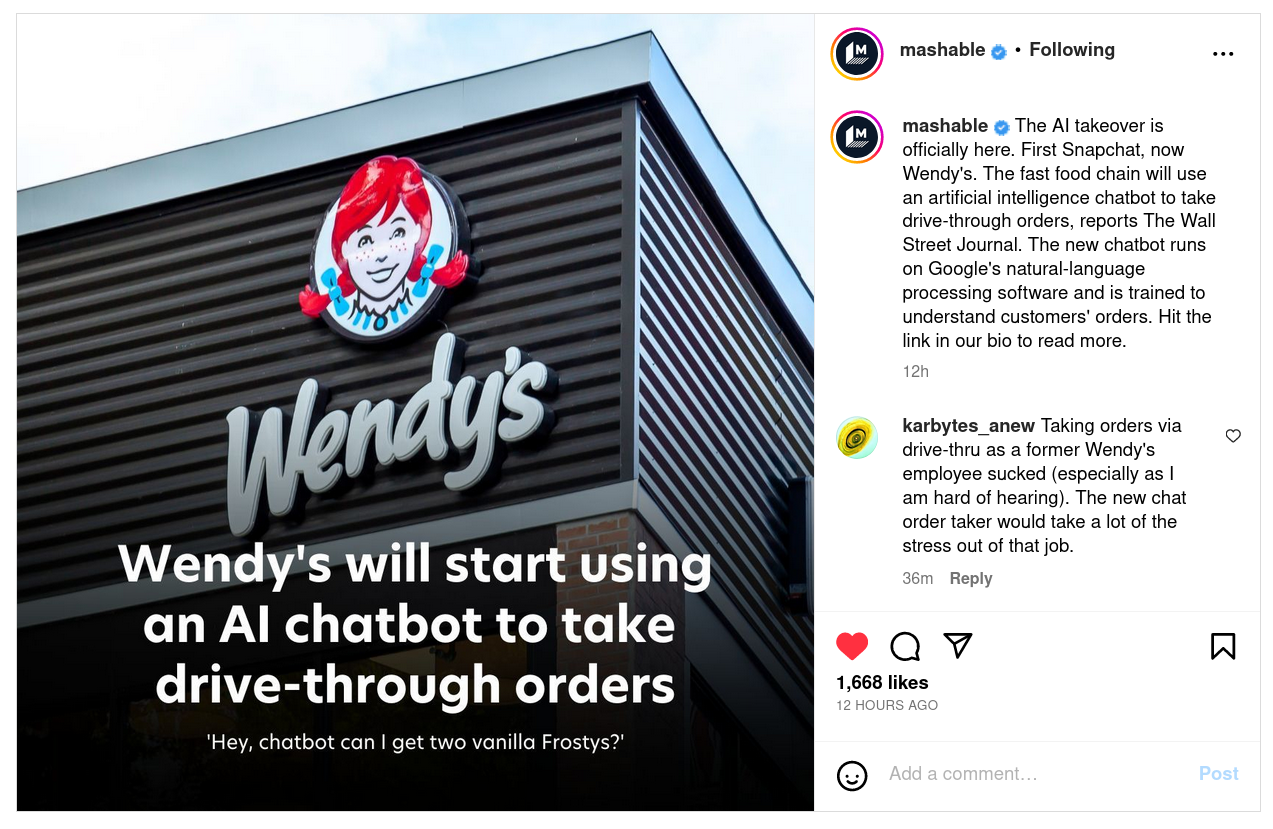 Wendy's
Wendy's will start using
an AI chatbot to take
drive-through orders
'Hey, chatbot can I get two vanilla Frostys?'
M
mashable • Following
M
mashable The AI takeover is
officially here. First Snapchat, now
Wendy's. The fast food chain will use
an artificial intelligence chatbot to take
drive-through orders, reports The Wall
Street Journal. The new chatbot runs
on Google's natural-language
processing software and is trained to
understand customers' orders. Hit the
link in our bio to read more.
12h
karbytes_anew Taking orders via
drive-thru as a former Wendy's
employee sucked (especially as I
am hard of hearing). The new chat
order taker would take a lot of the
stress out of that job.
36m Reply
1,668 likes
12 HOURS AGO
Add a comment…
Post